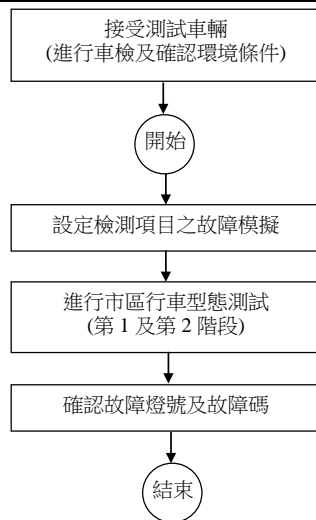 接受測試車輛
(進行車檢及確認環境條件)
開始
設定檢測項目之故障模擬
進行市區行車型態測試
(第 1 及第 2 階段)
確認故障燈號及故障碼
結束